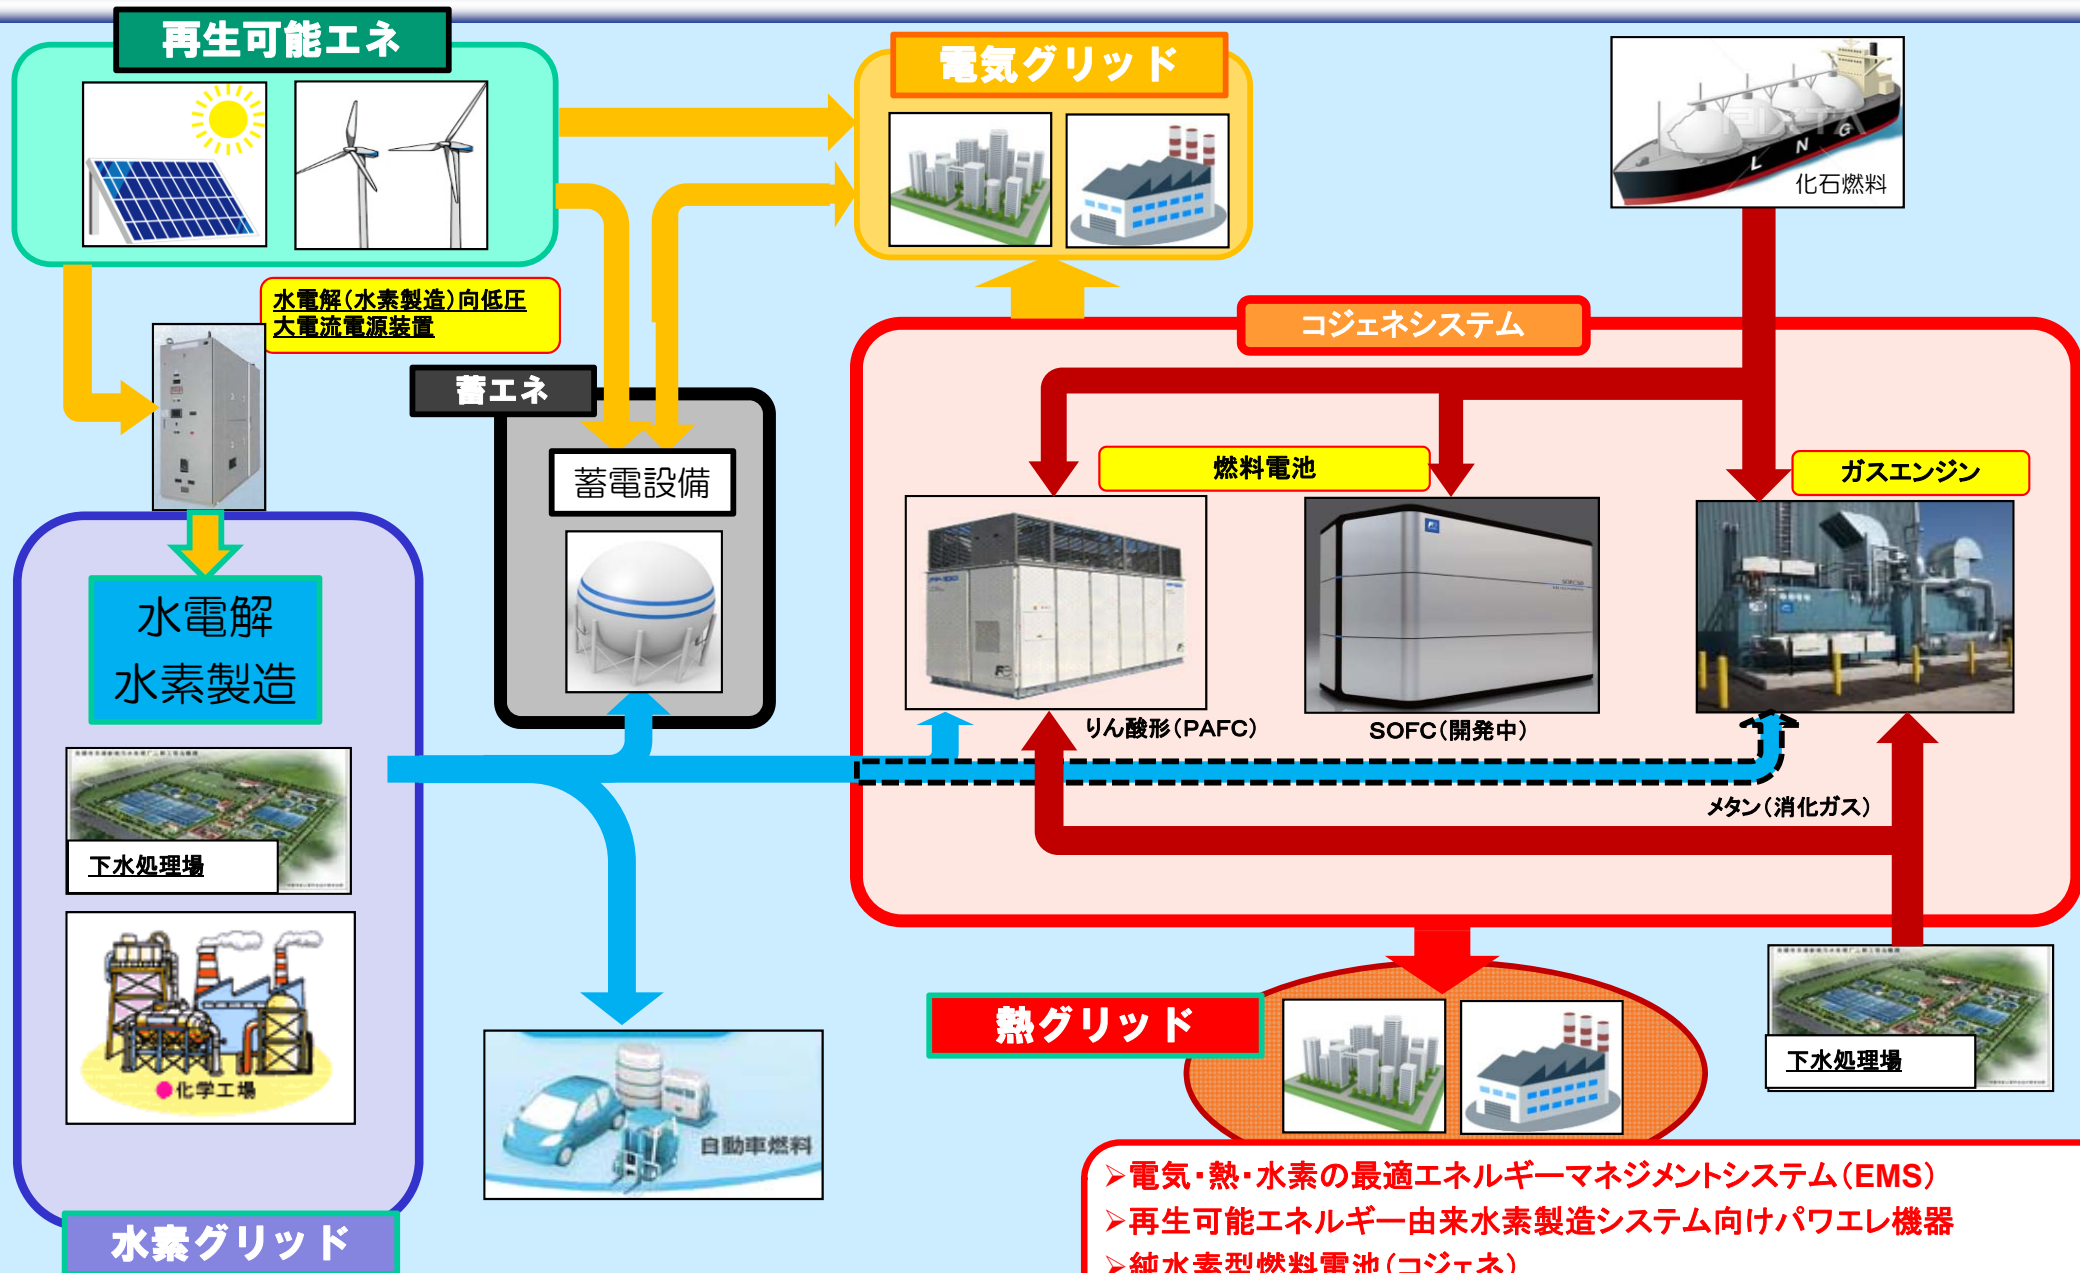 再生可能エネ
電気グリッド
L N G
化石燃料
水電解(水素製造)向低圧
大電流電源装置
コジェネシステム
蓄エネ
蓄電設備
燃料電池
ガスエンジン
水電解
水素製造
りん酸形(PAFC)
SOFC(開発中)
メタン(消化ガス)
下水処理場
化学工場
熱グリッド
下水処理場
自動車燃料
水素グリッド
➢電気・熱・水素の最適エネルギーマネジメントシステム(EMS)
➢再生可能エネルギー由来水素製造システム向けパワエレ機器
➢純水素型燃料電池(コジェネ)